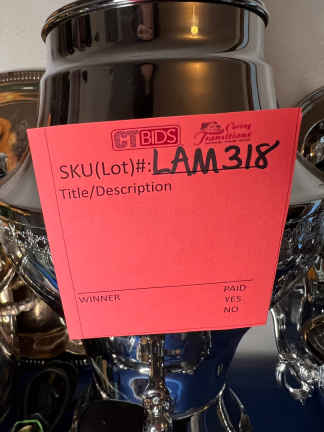 CTBIDS Caring Transitions
SKU(Lot)#: LAM318
Title/Description
WINNER PAID
YES
NO